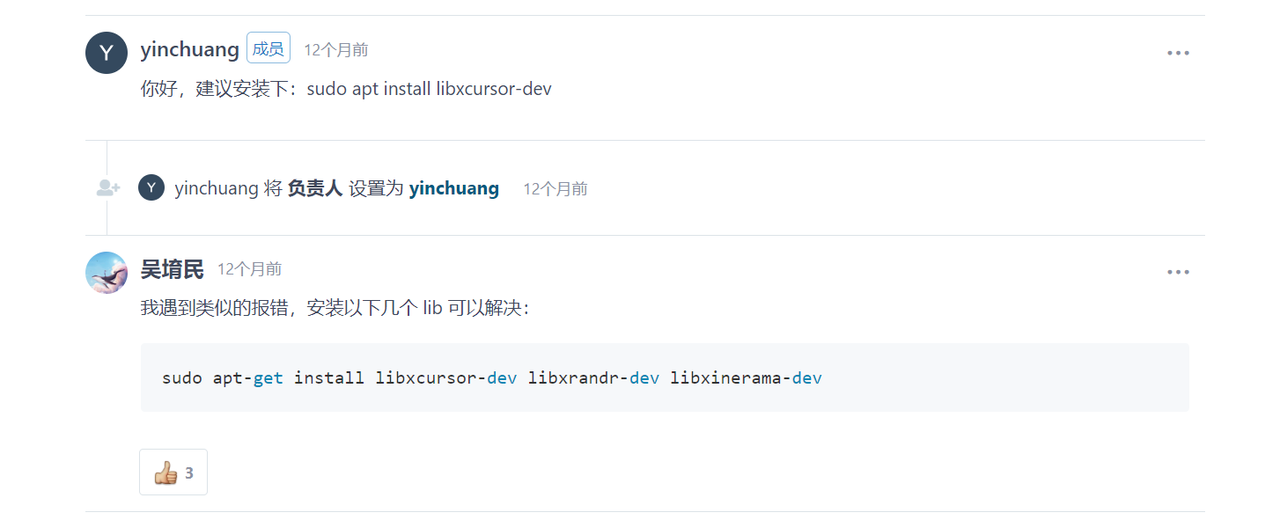 Y yinchuang 成员 12个月前
你好，建议安装下：sudo apt install libxcursor-dev
Y yinchuang 将 负责人 设置为 yinchuang 12个月前
吴堉民 12个月前
我遇到类似的报错，安装以下几个 lib 可以解决：
sudo apt-get install libxcursor-dev libxrandr-dev libxinerama-dev
3